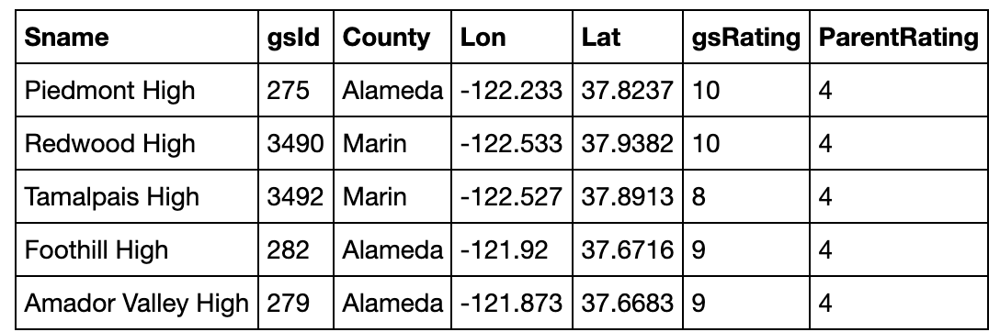 Sname gsId County Lon Lat gsRating ParentRating
Piedmont High 275 Alameda -122.233 37.8237 10 4
Redwood High 3490 Marin -122.533 37.9382 10 4
Tamalpais High 3492 Marin -122.527 37.8913 8 4
Foothill High 282 Alameda -121.92 37.6716 9 4
Amador Valley High 279 Alameda -121.873 37.6683 9 4